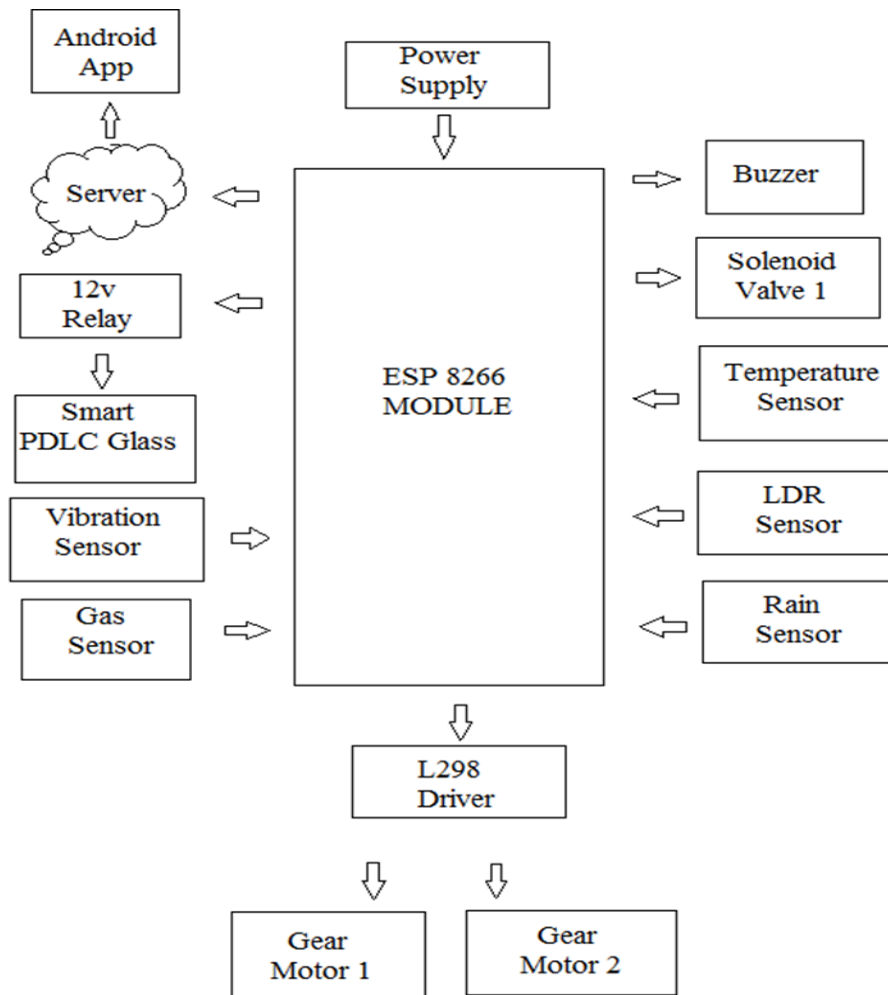 Android
App
Power
Supply
Server
Buzzer
12v
Relay
Solenoid
Valve 1
ESP 8266
MODULE
Temperature
Sensor
Smart
PDLC Glass
Vibration
Sensor
LDR
Sensor
Gas
Sensor
Rain
Sensor
L298
Driver
Gear
Motor 1
Gear
Motor 2